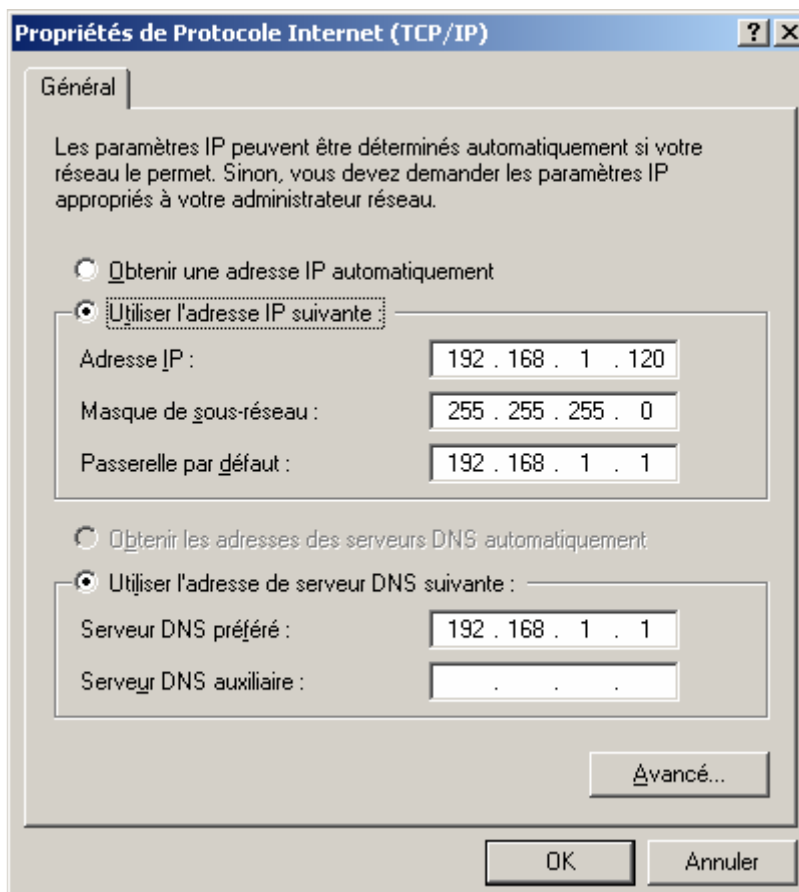 Propriétés de Protocole Internet (TCP/IP)
Général
Les paramètres IP peuvent être déterminés automatiquement si votre
réseau le permet. Sinon, vous devez demander les paramètres IP
appropriés à votre administrateur réseau.
Obtenir une adresse IP automatiquement
Utiliser l'adresse IP suivante :
Adresse IP : 192 . 168 . 1 . 120
Masque de sous-réseau : 255 . 255 . 255 . 0
Passerelle par défaut : 192 . 168 . 1 . 1
Obtenir les adresses des serveurs DNS automatiquement
Utiliser l'adresse de serveur DNS suivante :
Serveur DNS préféré : 192 . 168 . 1 . 1
Serveur DNS auxiliaire : . . .
Avancé...
OK Annuler